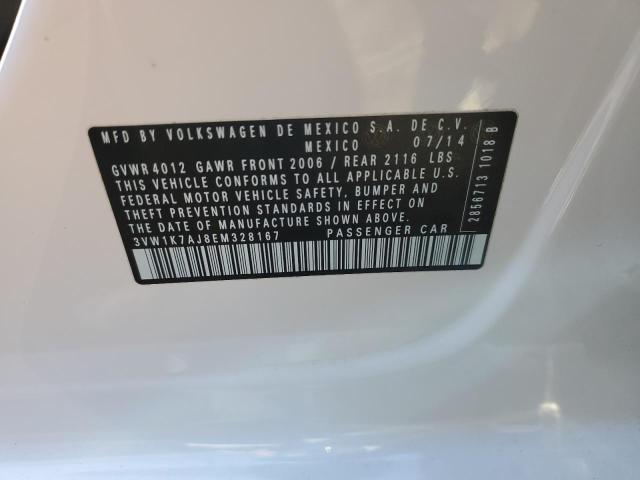 MFD BY VOLKSWAGEN DE MEXICO S.A. DE C.V.
MEXICO 07/14
GVWR 4012 GAWR FRONT 2006 / REAR 2116 LBS
THIS VEHICLE CONFORMS TO ALL APPLICABLE U.S.
FEDERAL MOTOR VEHICLE SAFETY, BUMPER AND
THEFT PREVENTION STANDARDS IN EFFECT ON
THE DATE OF MANUFACTURE SHOWN ABOVE.
3VW1K7AJ8EM328167 PASSENGER CAR
2856713 1018-B